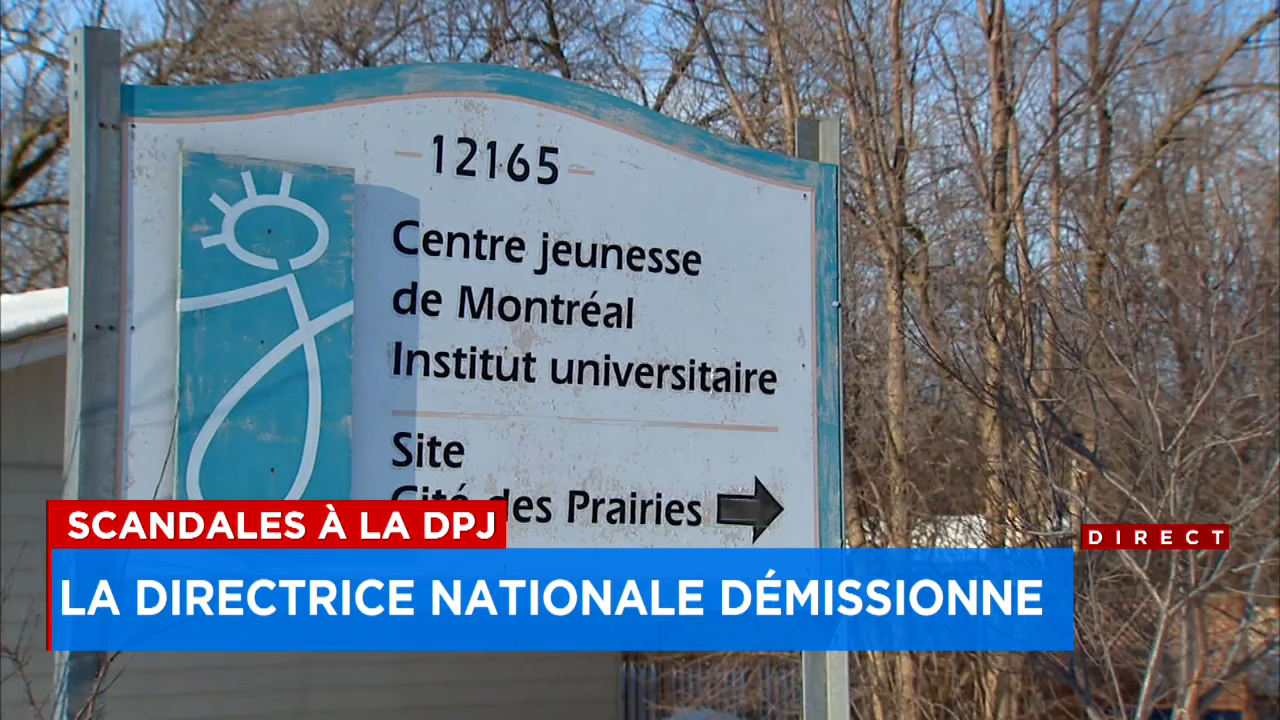 12165
Centre jeunesse
de Montréal
Institut universitaire
Site
Cité des Prairies
SCANDALES À LA DPJ
DIRECT
LA DIRECTRICE NATIONALE DÉMISSIONNE